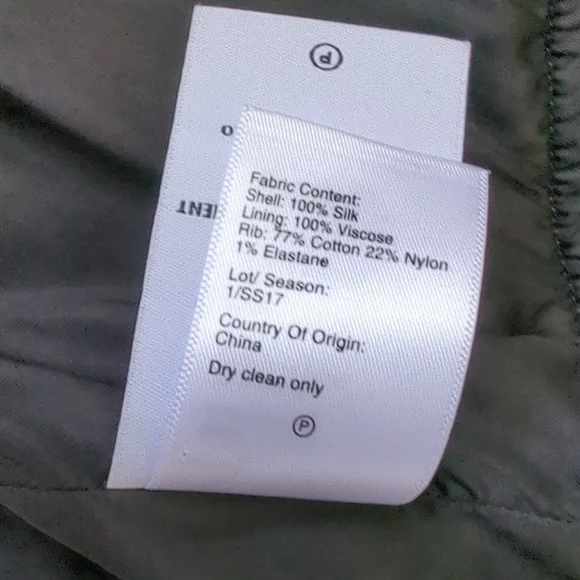 Fabric Content:
Shell: 100% Silk
Lining: 100% Viscose
Rib: 77% Cotton 22% Nylon
1% Elastane
Lot/ Season:
1/SS17
Country Of Origin:
China
Dry clean only
P
P